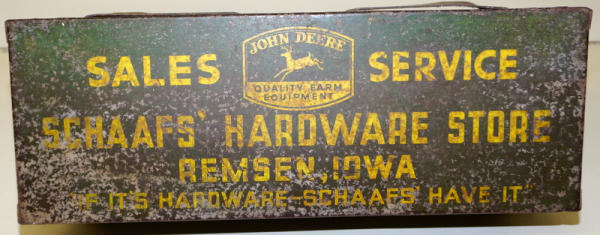 JOHN DEERE
SALES SERVICE
QUALITY FARM
EQUIPMENT
SCHAAFS' HARDWARE STORE
REMSEN, IOWA
"IF IT'S HARDWARE-SCHAAFS' HAVE IT"